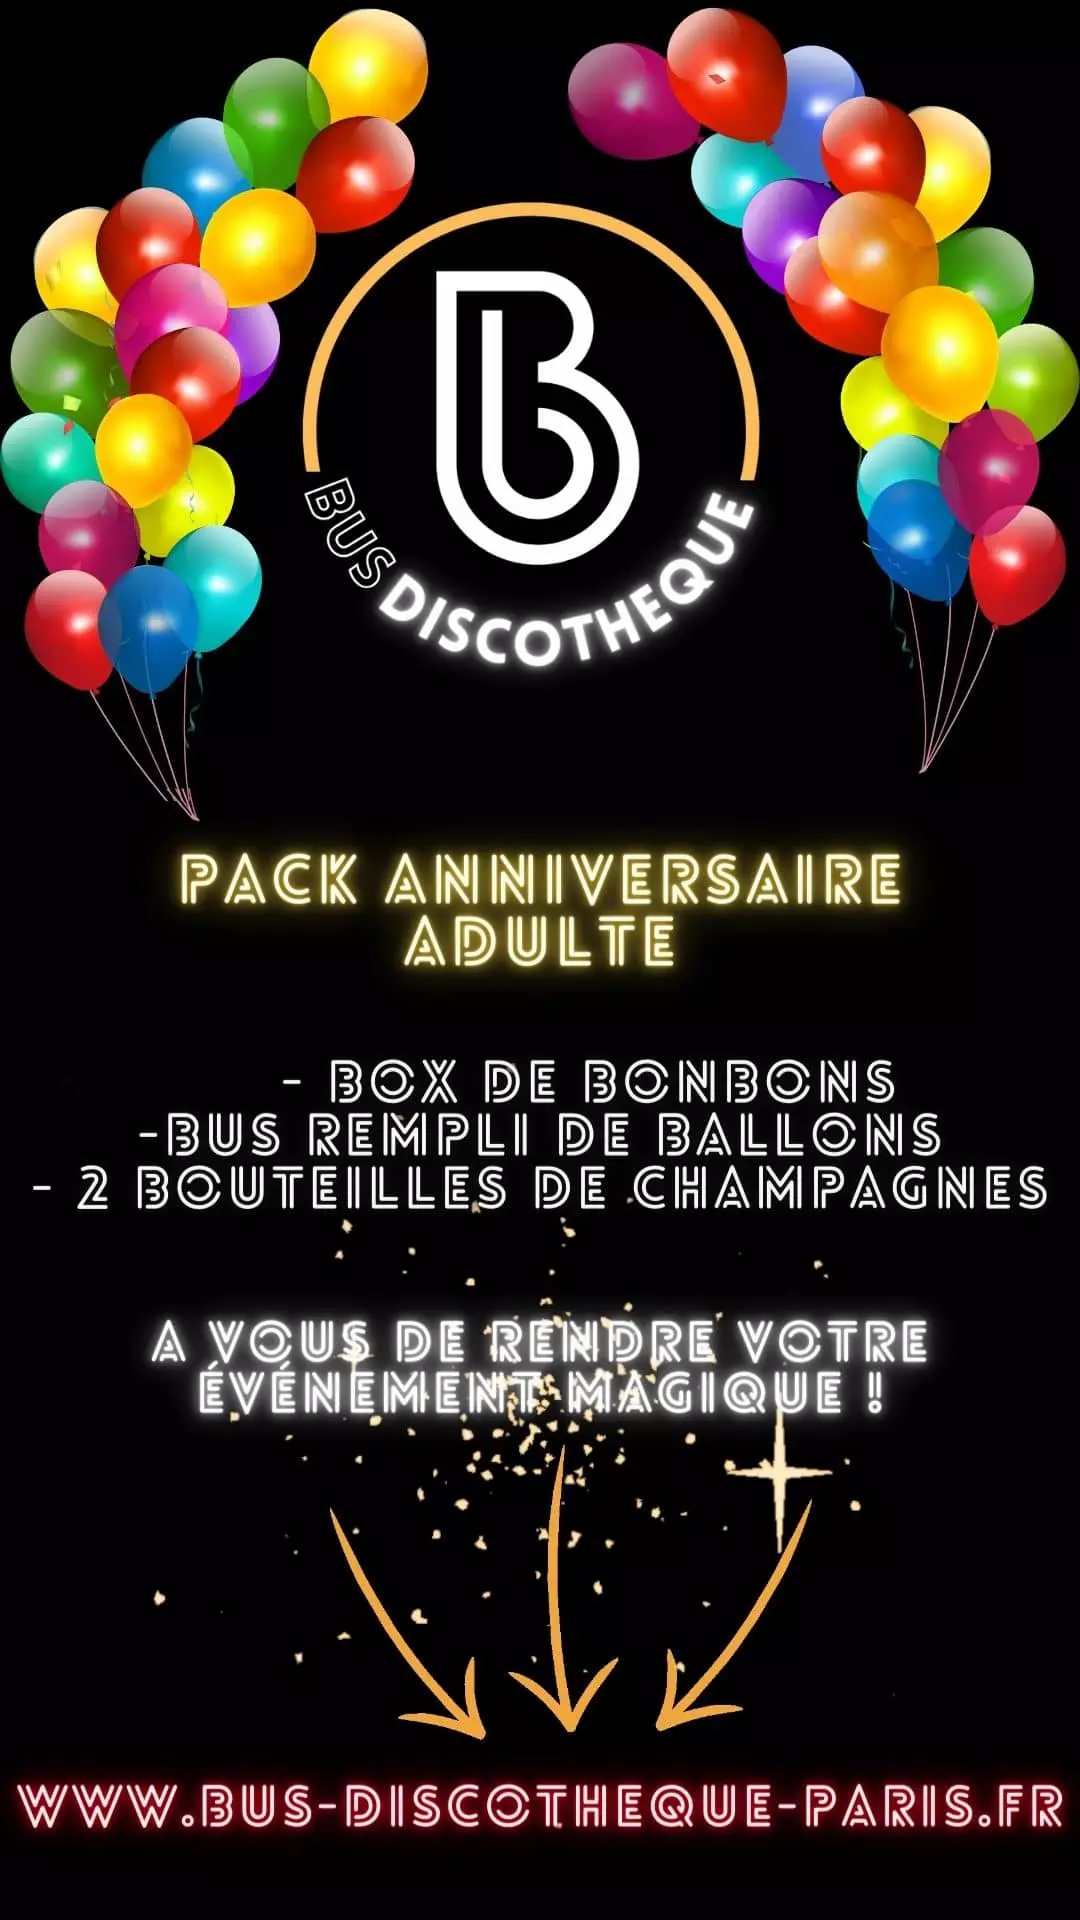 B
BUS DISCOTHEQUE
PACK ANNIVERSAIRE
ADULTE
- BOX DE BONBONS
-BUS REMPLI DE BALLONS
- 2 BOUTEILLES DE CHAMPAGNES
A VOUS DE RENDRE VOTRE
ÉVÉNEMENT MAGIQUE !
WWW.BUS-DISCOTHEQUE-PARIS.FR